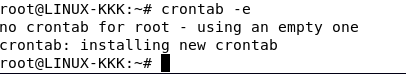 root@LINUX-KKK:~# crontab -e
no crontab for root - using an empty one
crontab: installing new crontab
root@LINUX-KKK:~#